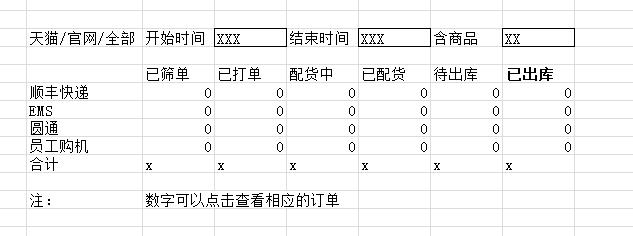 天猫/官网/全部 开始时间 XXX 结束时间 XXX 含商品 XX
已筛单 已打单 配货中 已配货 待出库 已出库
顺丰快递 0 0 0 0 0 0
EMS 0 0 0 0 0 0
圆通 0 0 0 0 0 0
员工购机 0 0 0 0 0 0
合计 x x x x x x
注： 数字可以点击查看相应的订单